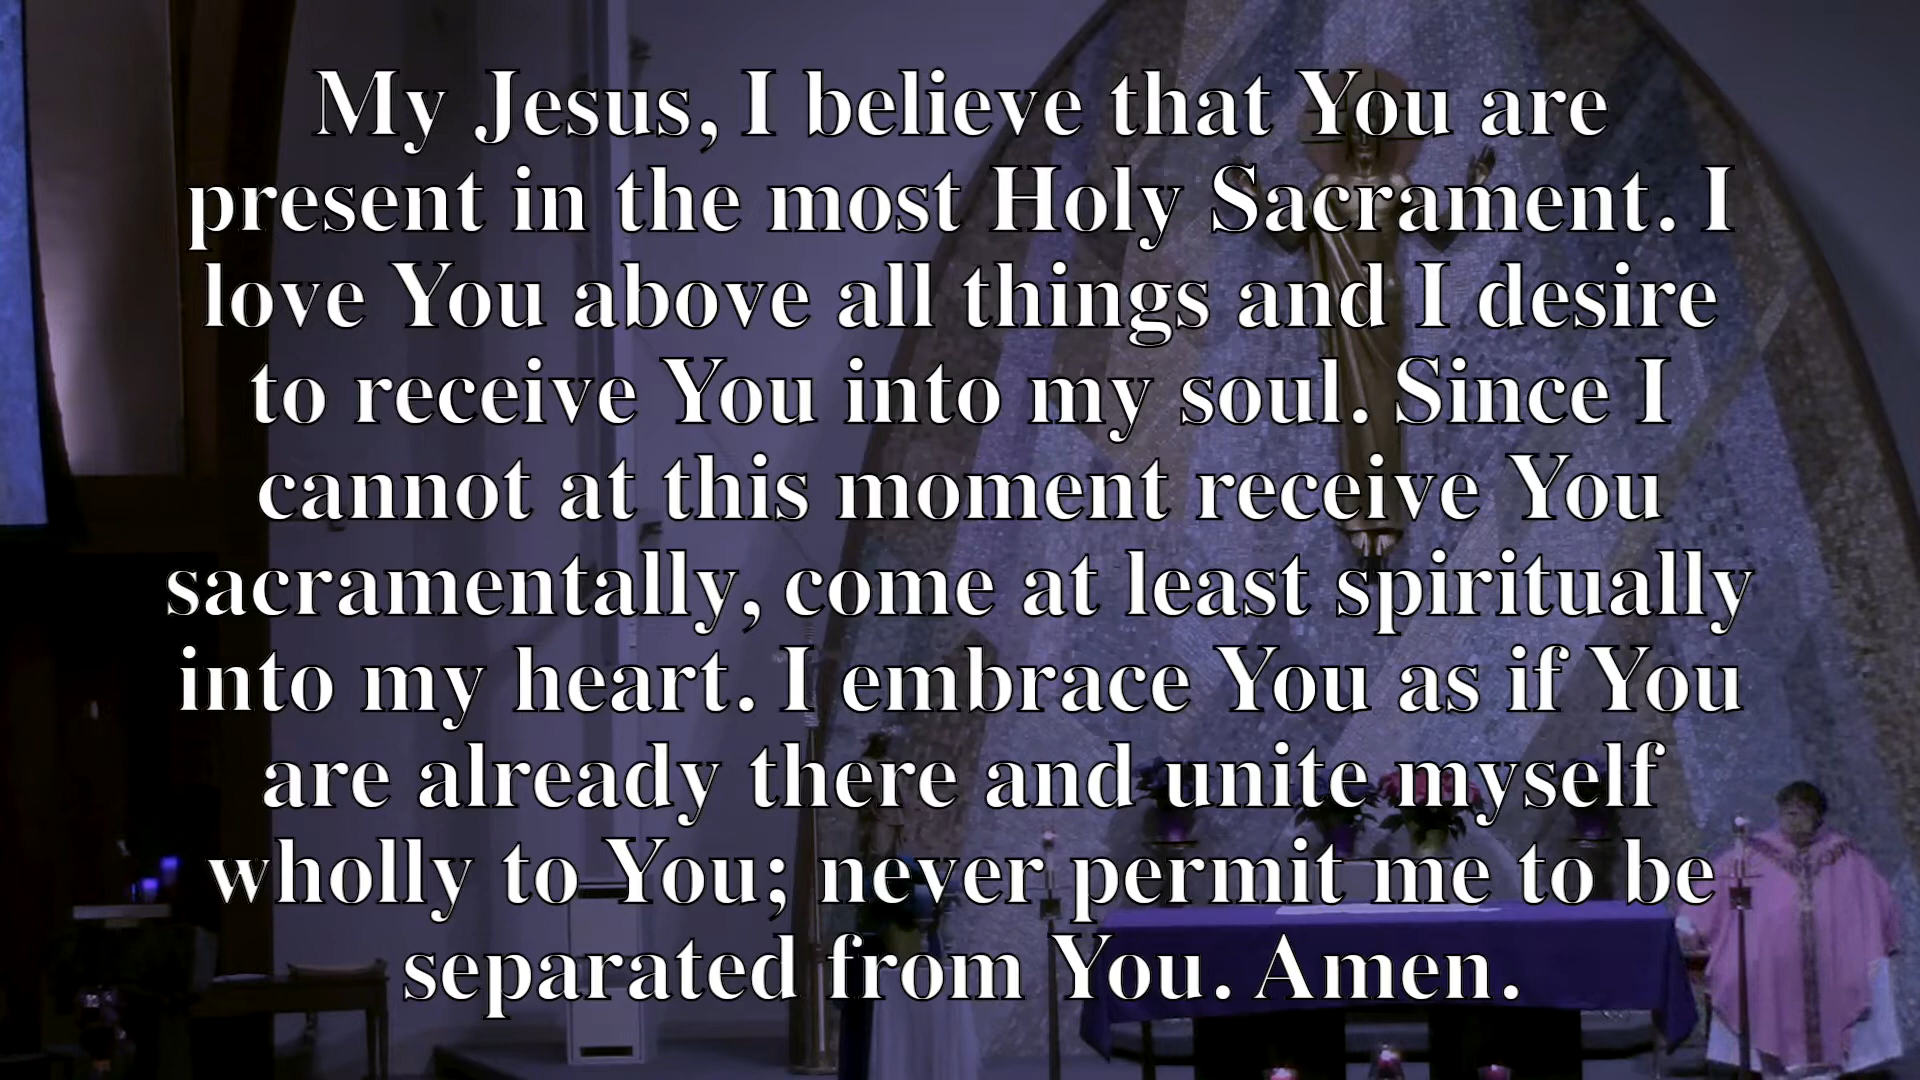 My Jesus, I believe that You are
present in the most Holy Sacrament. I
love You above all things and I desire
to receive You into my soul. Since I
cannot at this moment receive You
sacramentally, come at least spiritually
into my heart. I embrace You as if You
are already there and unite myself
wholly to You; never permit me to be
separated from You. Amen.